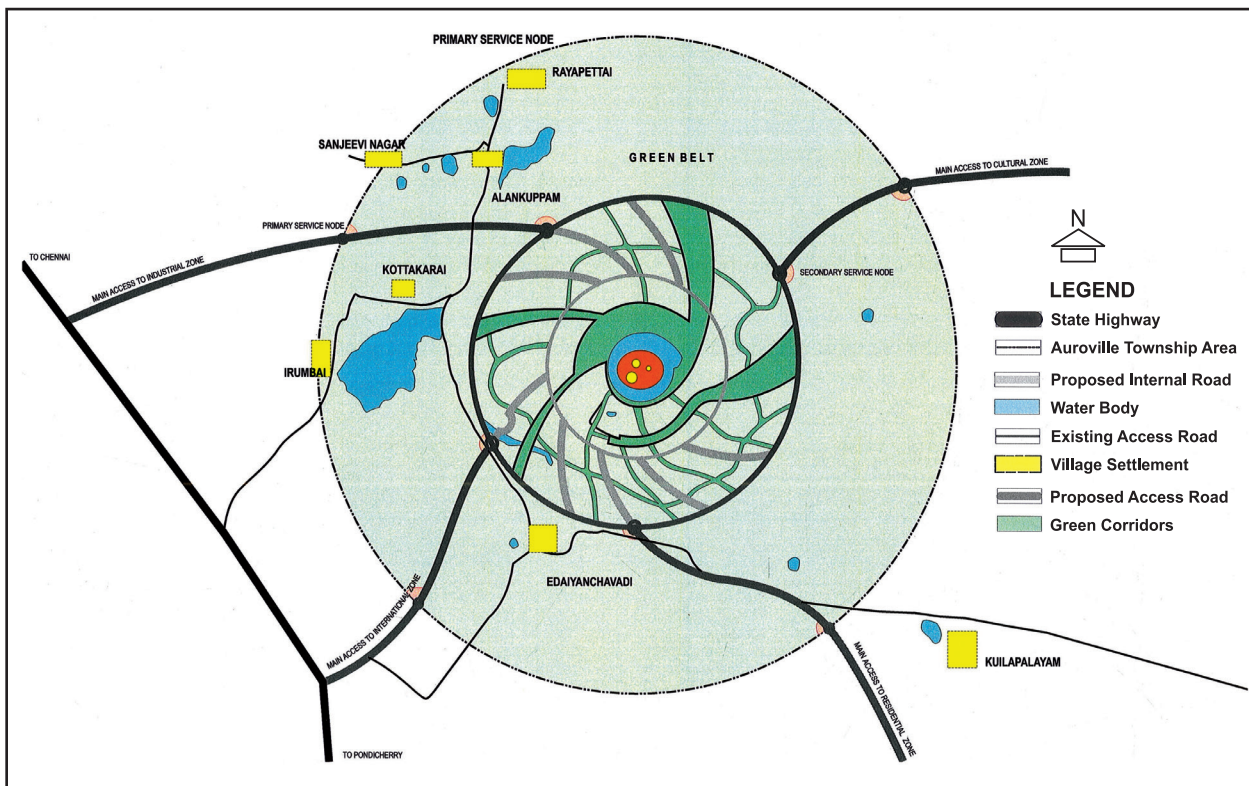 PRIMARY SERVICE NODE
RAYAPETTAI
SANJEEVI NAGAR
GREEN BELT
MAIN ACCESS TO CULTURAL ZONE
ALANKUPPAM
PRIMARY SERVICE NODE
N
TO CHENNAI
KOTTAKARAI
SECONDARY SERVICE NODE
MAIN ACCESS TO INDUSTRIAL ZONE
LEGEND
State Highway
Auroville Township Area
IRUMBAI
Proposed Internal Road
Water Body
Existing Access Road
Village Settlement
Proposed Access Road
Green Corridors
EDAIYANCHAVADI
MAIN ACCESS TO INTERNATIONAL ZONE
KUILAPALAYAM
MAIN ACCESS TO RESIDENTIAL ZONE
TO PONDICHERRY